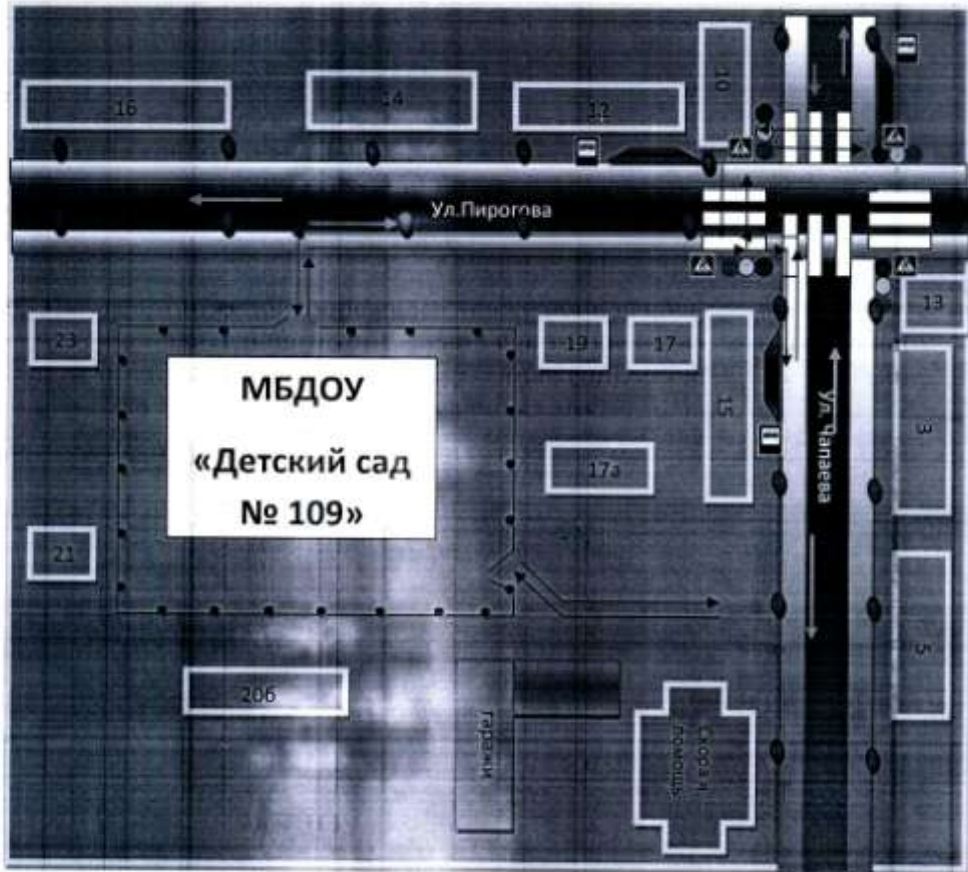 16
14
12
10
Ул.Пирогова
23
МБДОУ
«Детский сад
№ 109»
19
17
15
13
3
Ул. Чапаева
17а
21
5
20б
Гаражи
Скорая
помощь